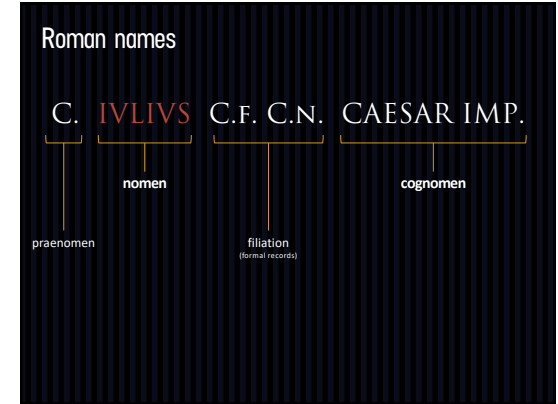 Roman names
C. IVLIVS C.F. C.N. CAESAR IMP.
nomen cognomen
praenomen filiation
(formal records)